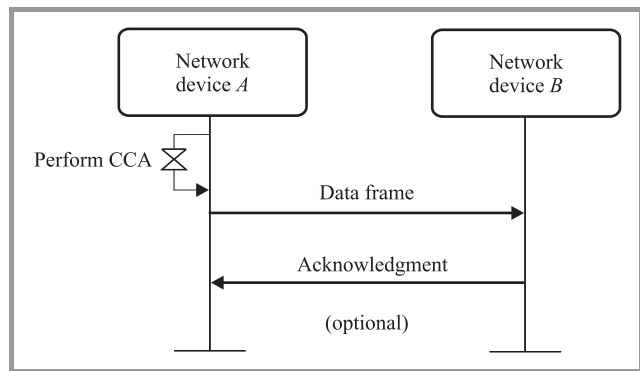 Network
device A
Network
device B
Perform CCA
Data frame
Acknowledgment
(optional)